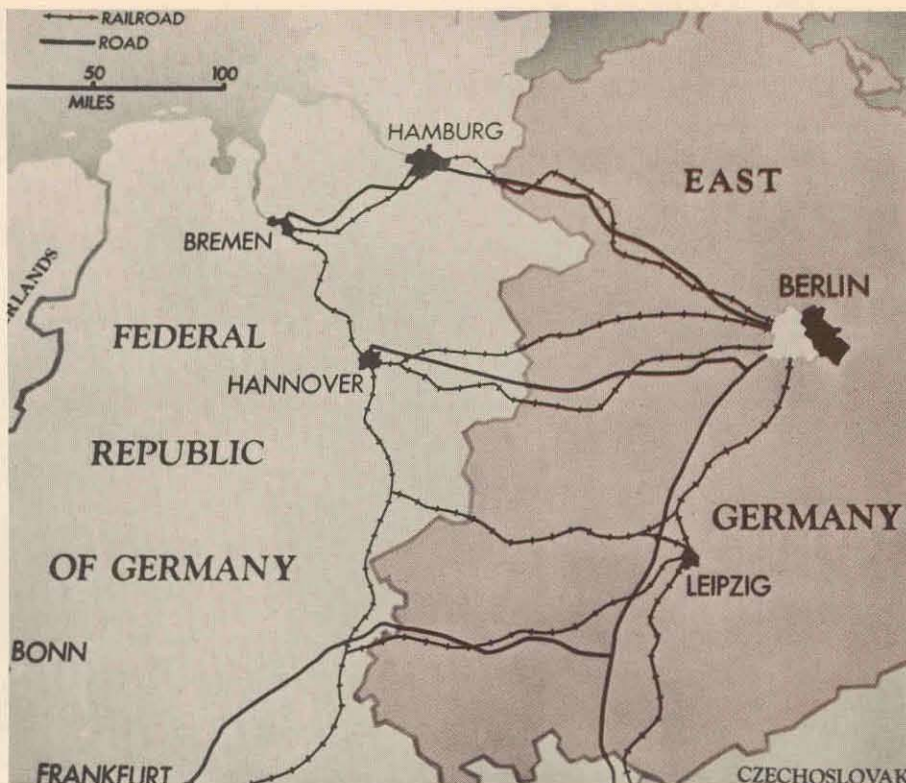 RAILROAD
ROAD
50 100
MILES
HAMBURG
EAST
BREMEN
BERLIN
ERLANDS
FEDERAL
HANNOVER
REPUBLIC
GERMANY
OF GERMANY
LEIPZIG
BONN
FRANKFURT
CZECHOSLOVAK